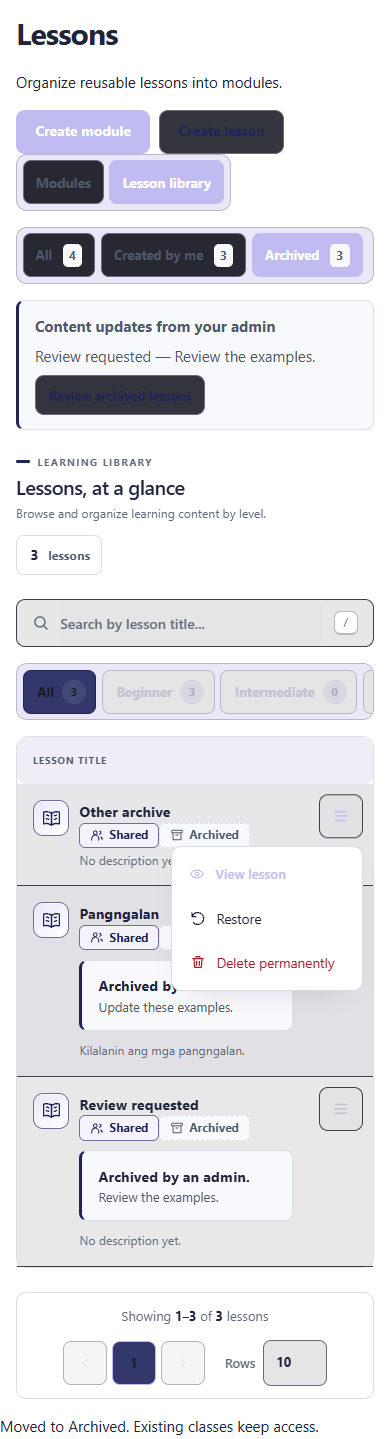 Lessons
Organize reusable lessons into modules.
Create module
Create lesson
Modules
Lesson library
All 4
Created by me 3
Archived 3
Content updates from your admin
Review requested — Review the examples.
Review archived lessons
LEARNING LIBRARY
Lessons, at a glance
Browse and organize learning content by level.
3 lessons
Search by lesson title... /
All 3
Beginner 3
Intermediate 0
LESSON TITLE
Other archive
Shared Archived
No description
View lesson
Restore
Delete permanently
Pangngalan
Shared
Archived by
Update these examples.
Kilalanin ang mga pangngalan.
Review requested
Shared Archived
Archived by an admin.
Review the examples.
No description yet.
Showing 1–3 of 3 lessons
1
Rows 10
Moved to Archived. Existing classes keep access.